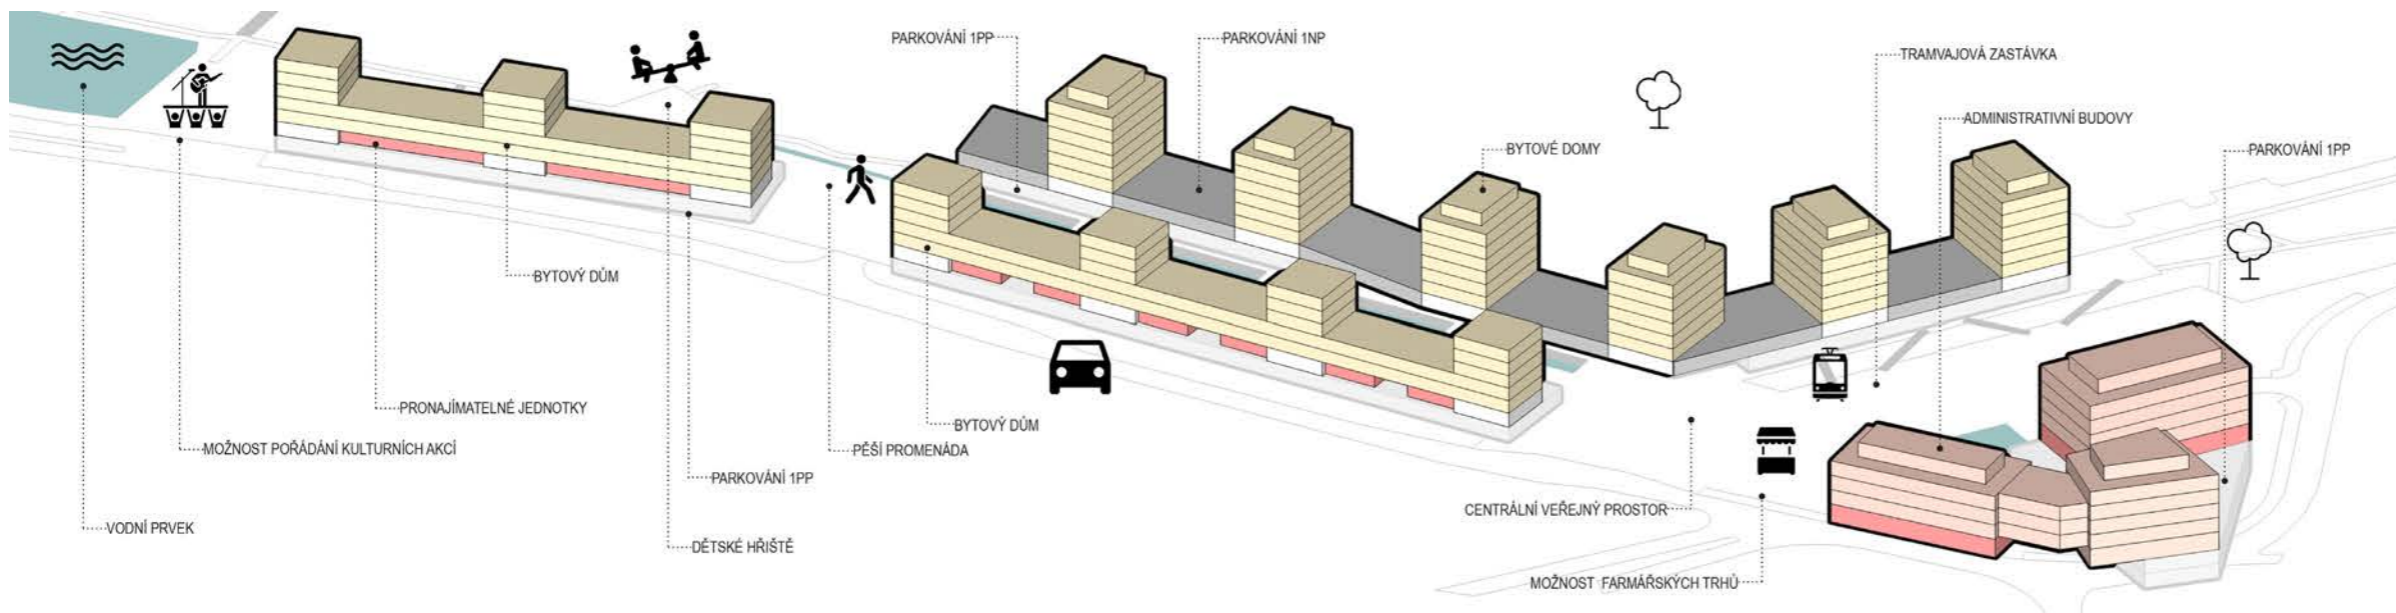 PARKOVÁNÍ 1PP
PARKOVÁNÍ 1NP
TRAMVAJOVÁ ZASTÁVKA
ADMINISTRATIVNÍ BUDOVY
BYTOVÉ DOMY
PARKOVÁNÍ 1PP
BYTOVÝ DŮM
PRONAJÍMATELNÉ JEDNOTKY
BYTOVÝ DŮM
MOŽNOST POŘÁDÁNÍ KULTURNÍCH AKCÍ
PĚŠÍ PROMENÁDA
PARKOVÁNÍ 1PP
CENTRÁLNÍ VEŘEJNÝ PROSTOR
VODNÍ PRVEK
DĚTSKÉ HŘIŠTĚ
MOŽNOST FARMÁŘSKÝCH TRHŮ